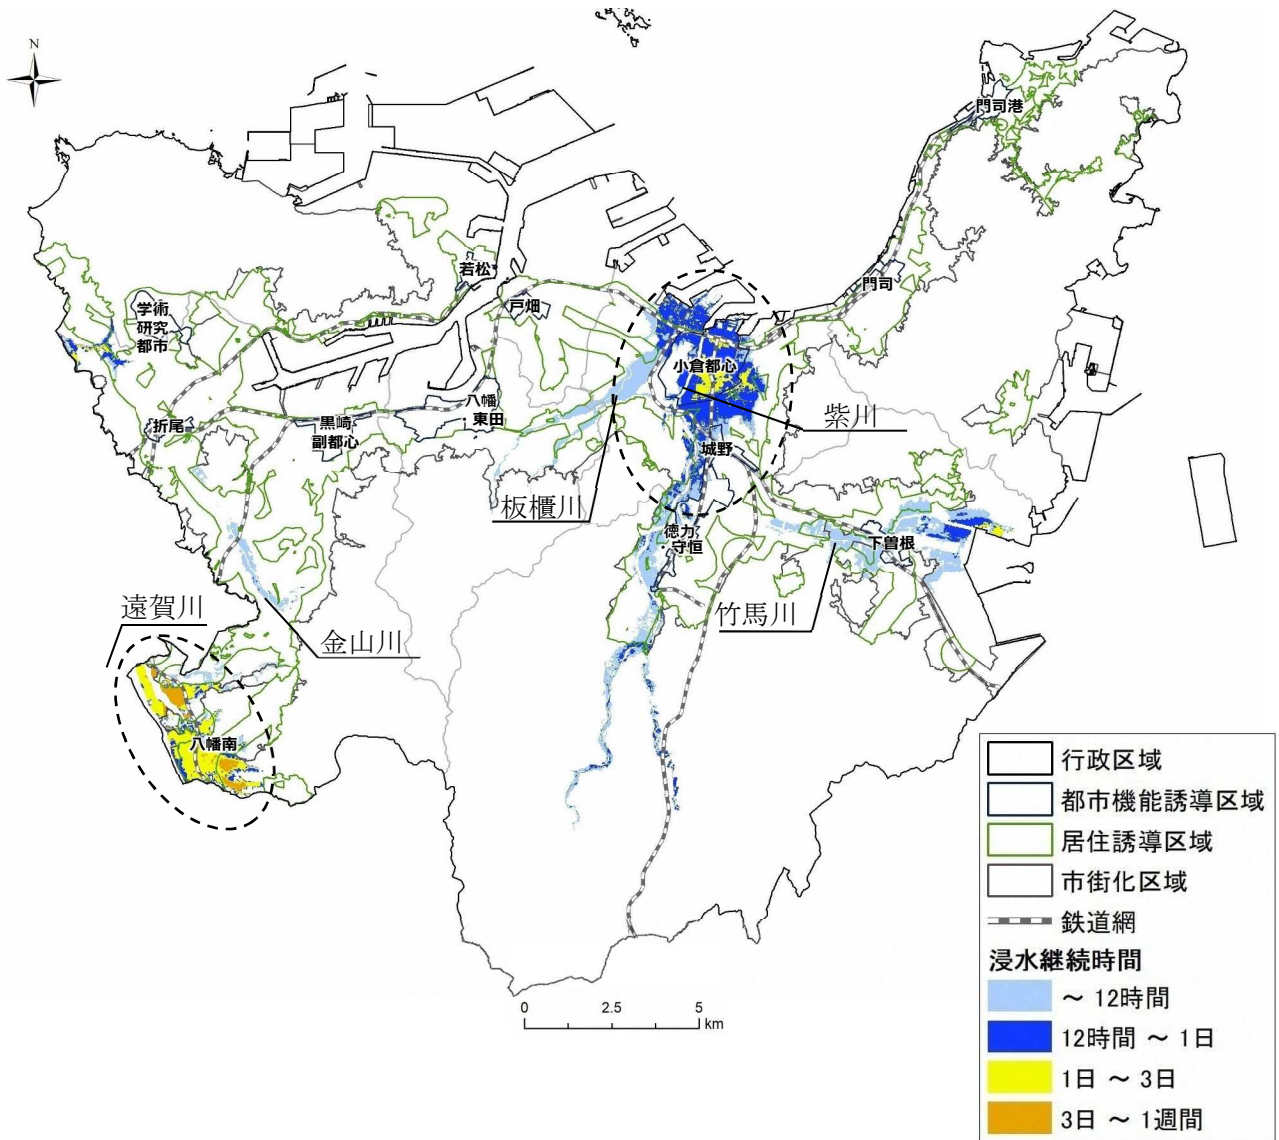 N
門司港
門司
若松
戸畑
学術
研究
都市
小倉都心
八幡
東田
紫川
折尾
黒崎
副都心
城野
板櫃川
徳力
守恒
下曽根
竹馬川
遠賀川
金山川
八幡南
0 2.5 5
km
行政区域
都市機能誘導区域
居住誘導区域
市街化区域
鉄道網
浸水継続時間
～ 12時間
12時間 ～ 1日
1日 ～ 3日
3日 ～ 1週間